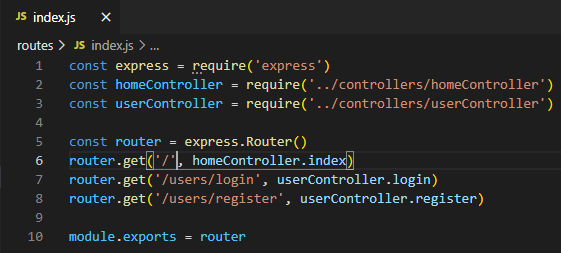 JS index.js ×
routes > JS index.js > ...
1 const express = require('express')
2 const homeController = require('../controllers/homeController')
3 const userController = require('../controllers/userController')
4
5 const router = express.Router()
6 router.get('/', homeController.index)
7 router.get('/users/login', userController.login)
8 router.get('/users/register', userController.register)
9
10 module.exports = router